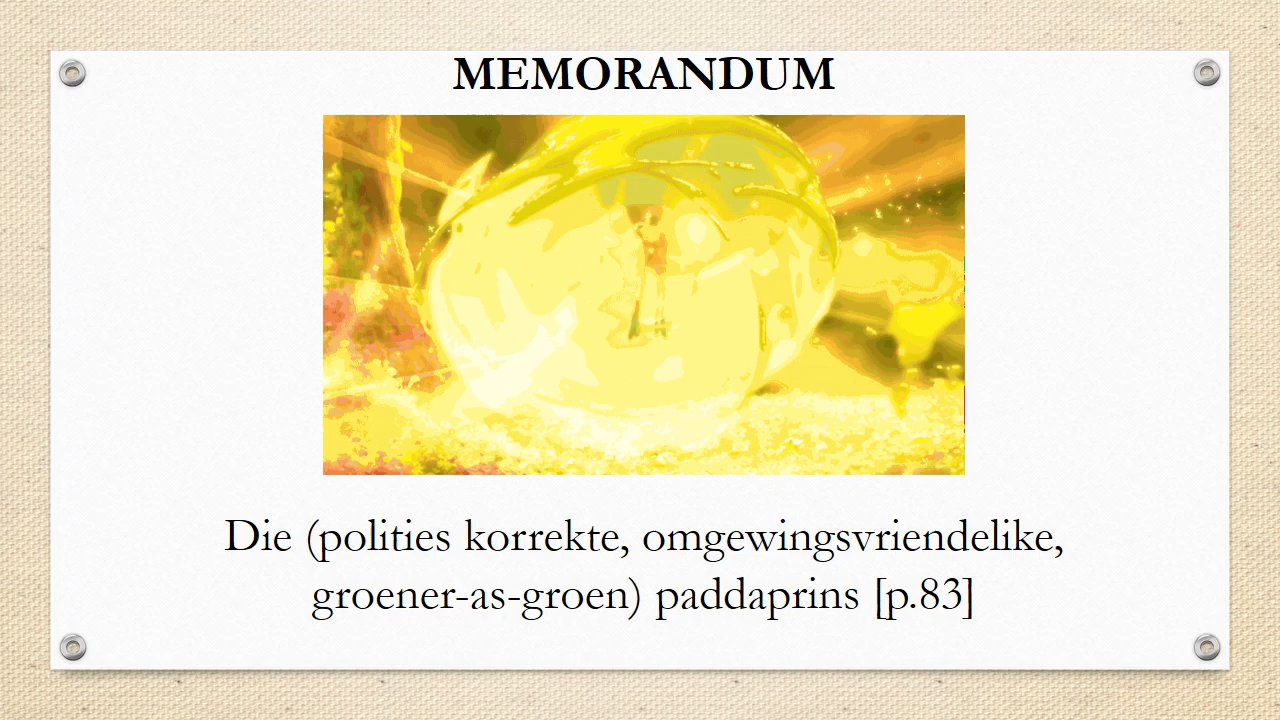 MEMORANDUM
Die (polities korrekte, omgewingsvriendelike,
groener-as-groen) paddaprins [p.83]